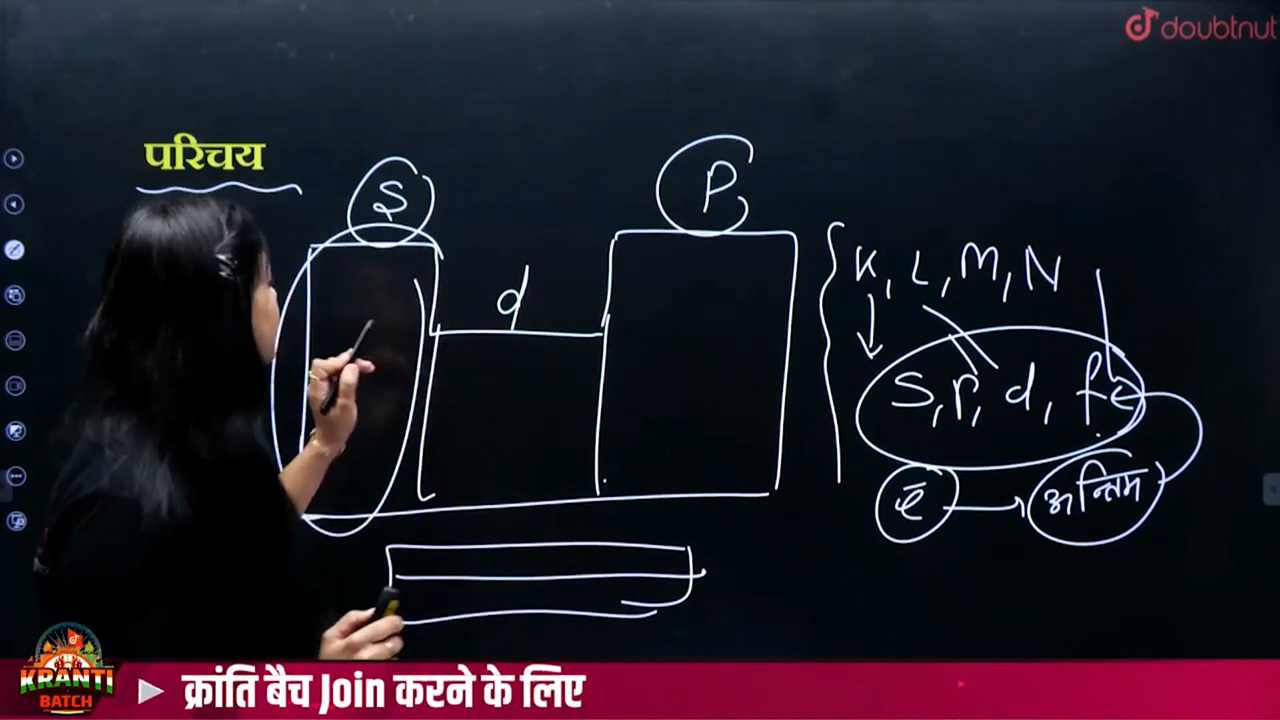 doubtnut
परिचय
S
P
d
K, L, M, N
S, P, d, f
e⁻
अन्तिम
KRANTI
BATCH
क्रांति बैच Join करने के लिए